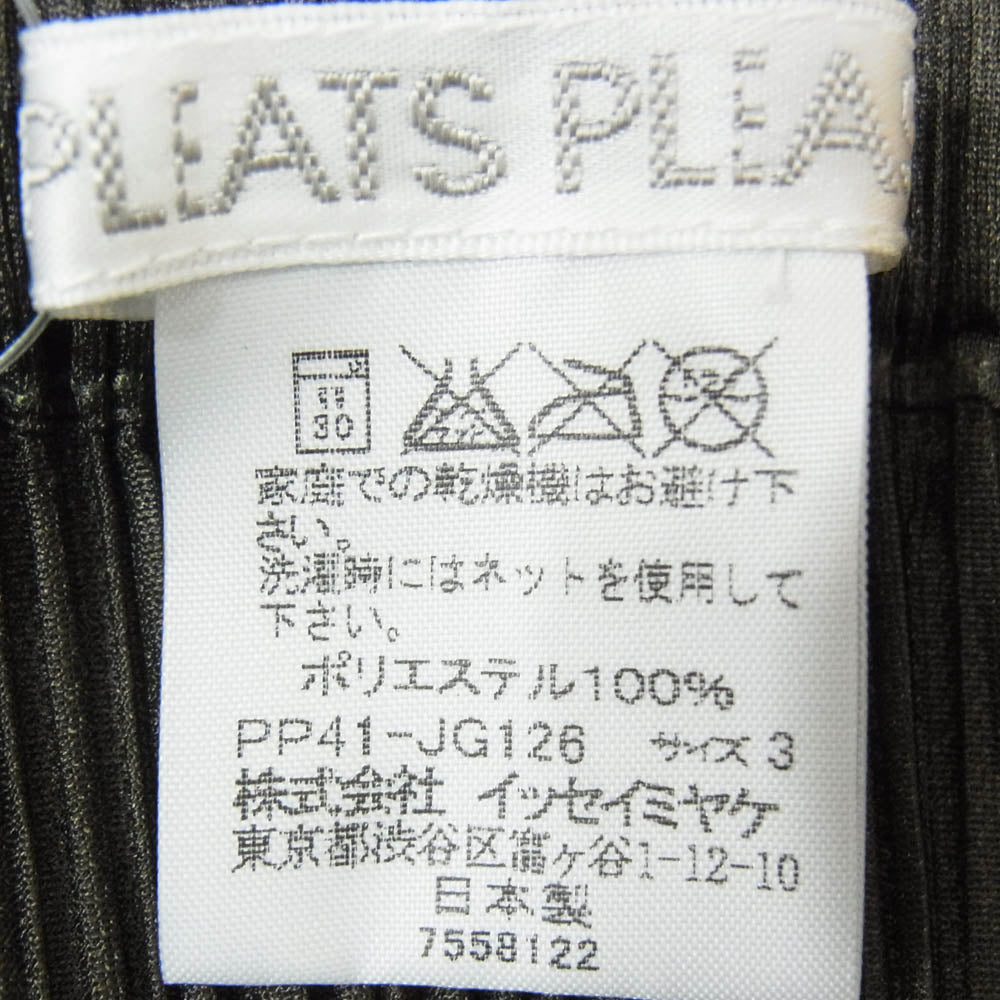 PLEATS PLEA
30
家庭での乾燥機はお避け下
さい。
洗濯時にはネットを使用して
下さい。
ポリエステル100%
PP41-JG126 サイズ 3
株式会社 イッセイミヤケ
東京都渋谷区富ヶ谷1-12-10
日本製
7558122